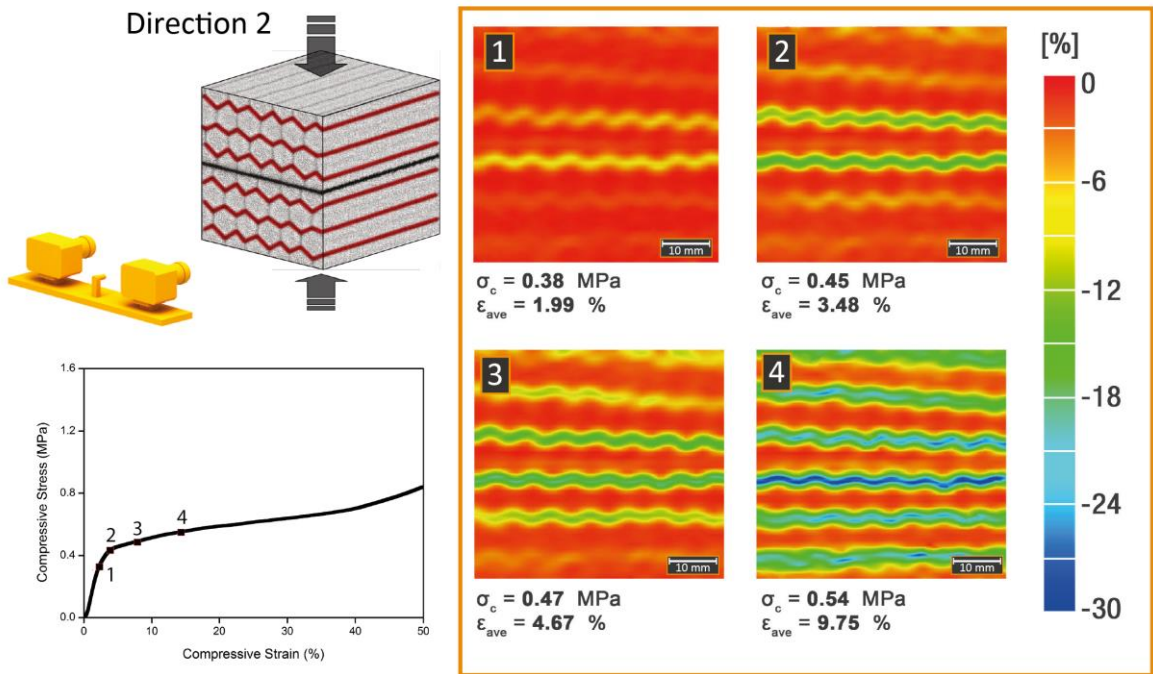 Direction 2
1
10 mm
σc = 0.38 MPa
εave = 1.99 %
2
10 mm
σc = 0.45 MPa
εave = 3.48 %
[%]
0
-6
-12
-18
-24
-30
3
10 mm
σc = 0.47 MPa
εave = 4.67 %
4
10 mm
σc = 0.54 MPa
εave = 9.75 %
Compressive Stress (MPa)
1.6
1.2
0.8
0.4
0.0
1
2
3
4
0
10
20
30
40
50
Compressive Strain (%)